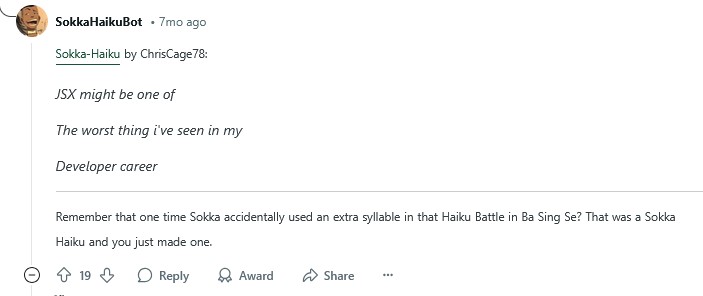 SokkaHaikuBot • 7mo ago
Sokka-Haiku by ChrisCage78:
JSX might be one of
The worst thing i've seen in my
Developer career
Remember that one time Sokka accidentally used an extra syllable in that Haiku Battle in Ba Sing Se? That was a Sokka
Haiku and you just made one.
19 Reply Award Share ...